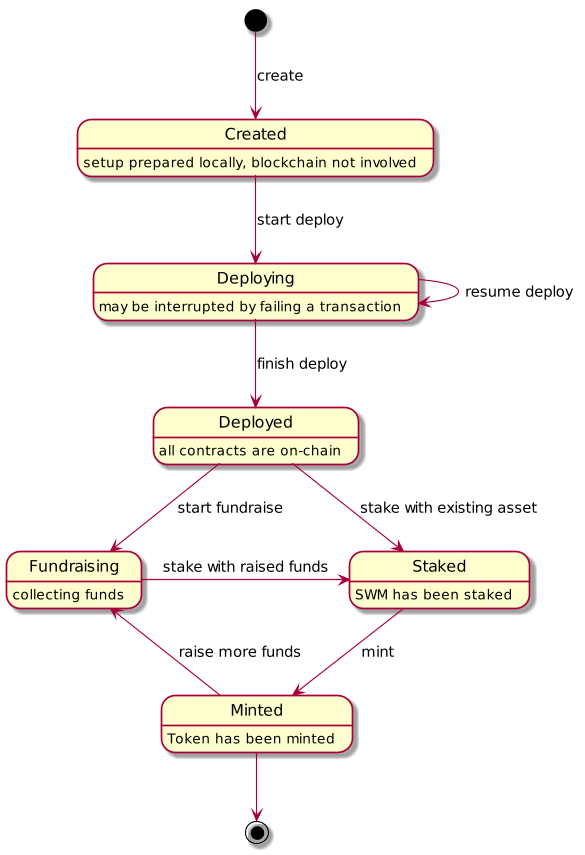 create
Created
setup prepared locally, blockchain not involved
start deploy
Deploying
may be interrupted by failing a transaction
resume deploy
finish deploy
Deployed
all contracts are on-chain
start fundraise
stake with existing asset
Fundraising
collecting funds
stake with raised funds
Staked
SWM has been staked
raise more funds
mint
Minted
Token has been minted